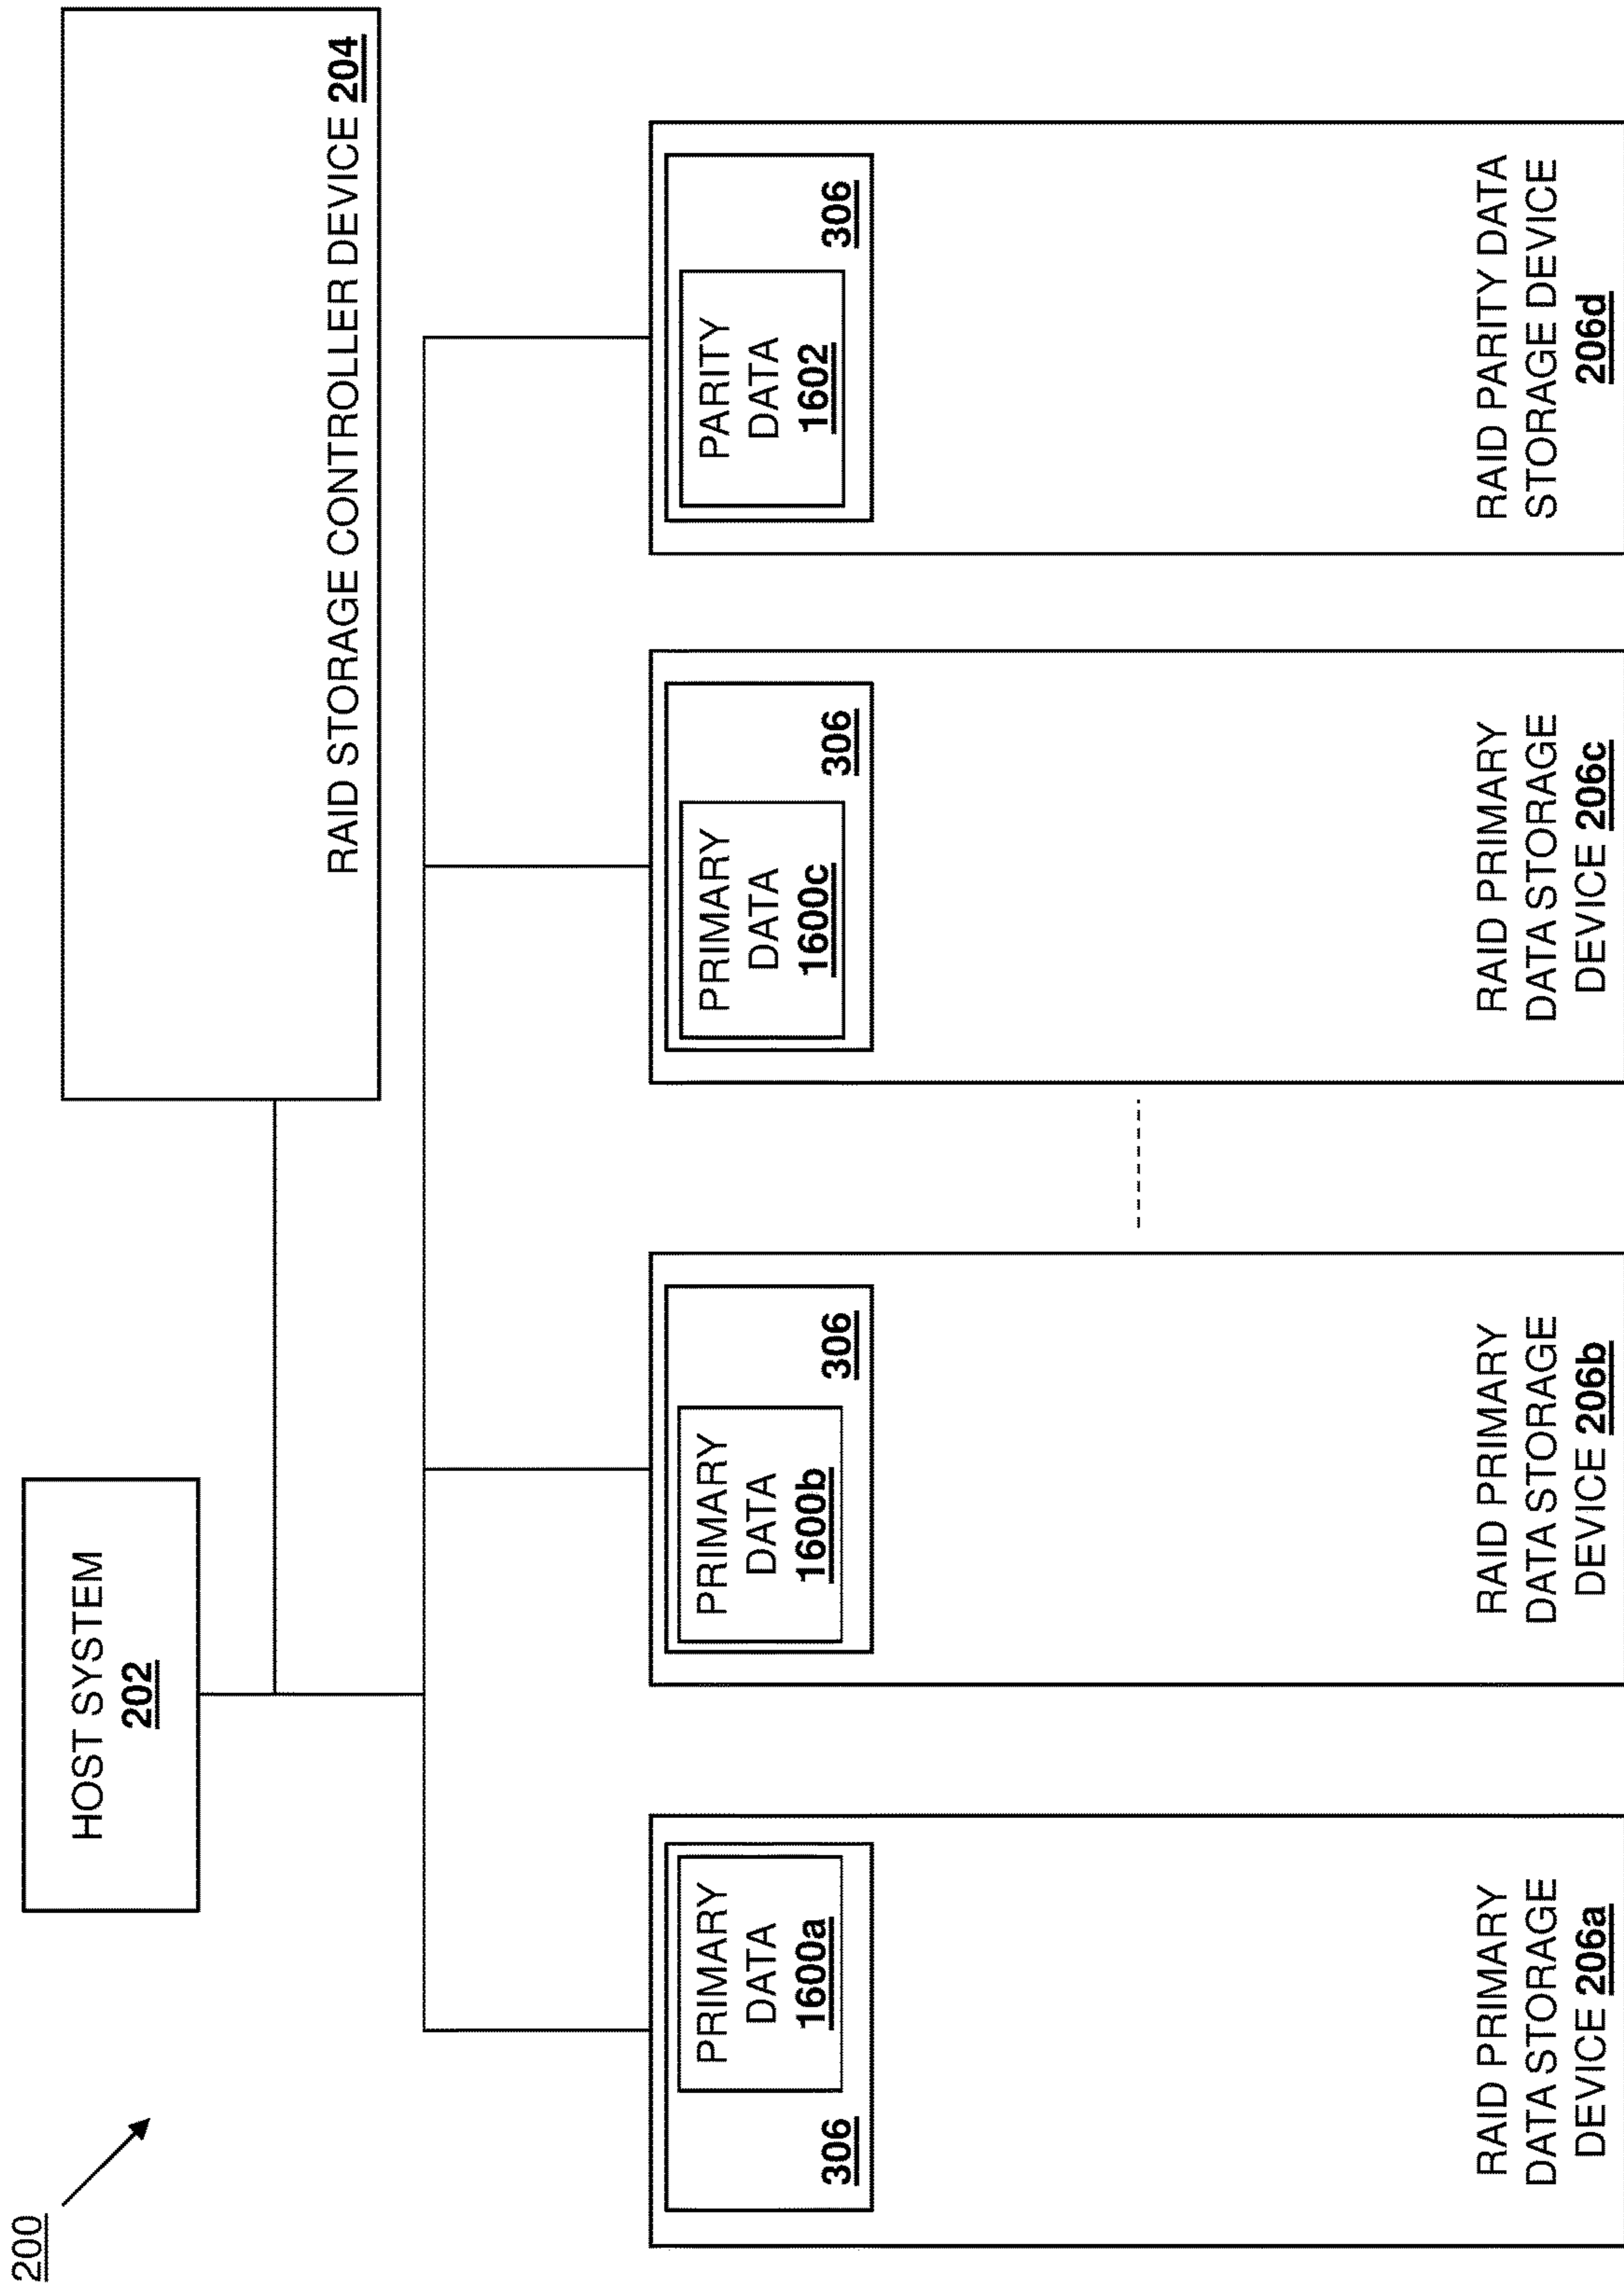 200
HOST SYSTEM
202
RAID STORAGE CONTROLLER DEVICE 204
PRIMARY
DATA
1600a
306
RAID PRIMARY
DATA STORAGE
DEVICE 206a
PRIMARY
DATA
1600b
306
RAID PRIMARY
DATA STORAGE
DEVICE 206b
PRIMARY
DATA
1600c
306
RAID PRIMARY
DATA STORAGE
DEVICE 206c
PARITY
DATA
1602
306
RAID PARITY DATA
STORAGE DEVICE
206d